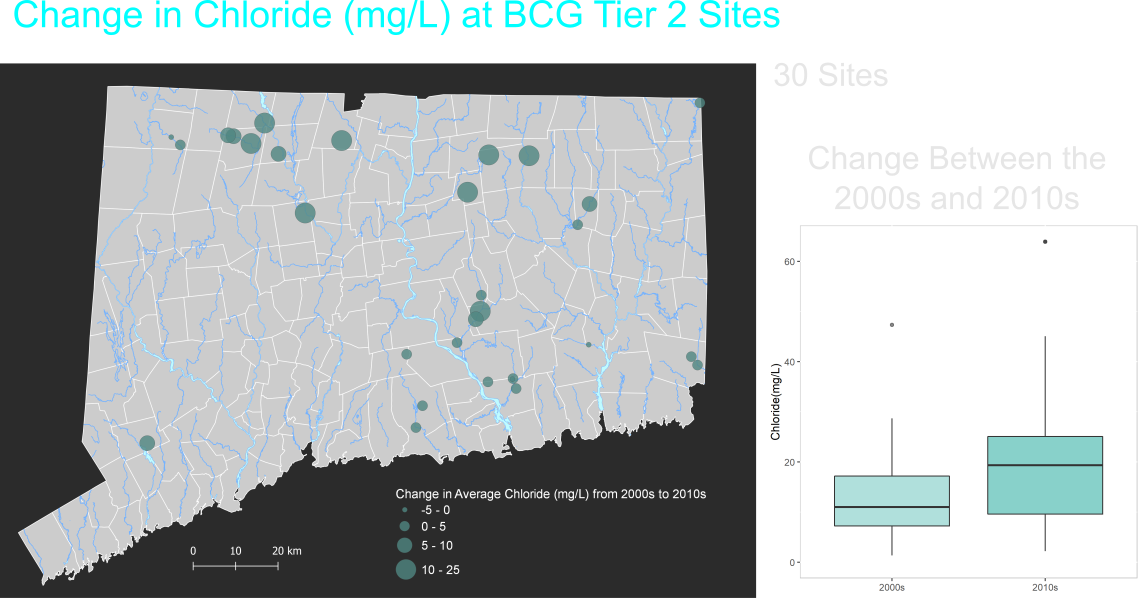 Change in Chloride (mg/L) at BCG Tier 2 Sites
30 Sites
Change Between the
2000s and 2010s
Change in Average Chloride (mg/L) from 2000s to 2010s
-5 - 0
0 - 5
5 - 10
10 - 25
0 10 20 km
Chloride(mg/L)
60
40
20
0
2000s 2010s